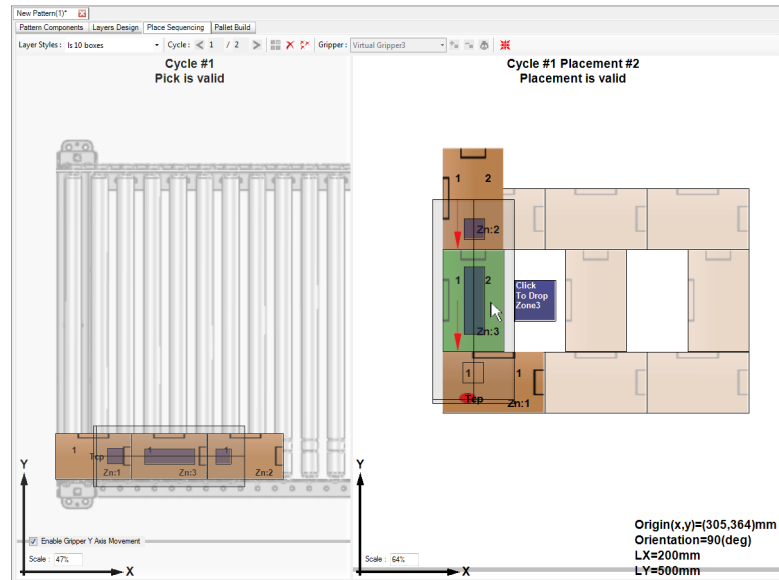 New Pattern(1)*
Pattern Components Layers Design Place Sequencing Pallet Build
Layer Styles : ls 10 boxes Cycle : 1 / 2 Gripper : Virtual Gripper3
Cycle #1
Pick is valid
Cycle #1 Placement #2
Placement is valid
1 2
Zn:2
1 2
Click
To Drop
Zone3
Zn:3
1 1
Tcp
Zn:1
1 1 1
Tcp
Zn:1 Zn:3 Zn:2
Y
Enable Gripper Y Axis Movement
Scale : 47%
X
Y
Scale : 64%
X
Origin(x,y)=(305,364)mm
Orientation=90(deg)
LX=200mm
LY=500mm